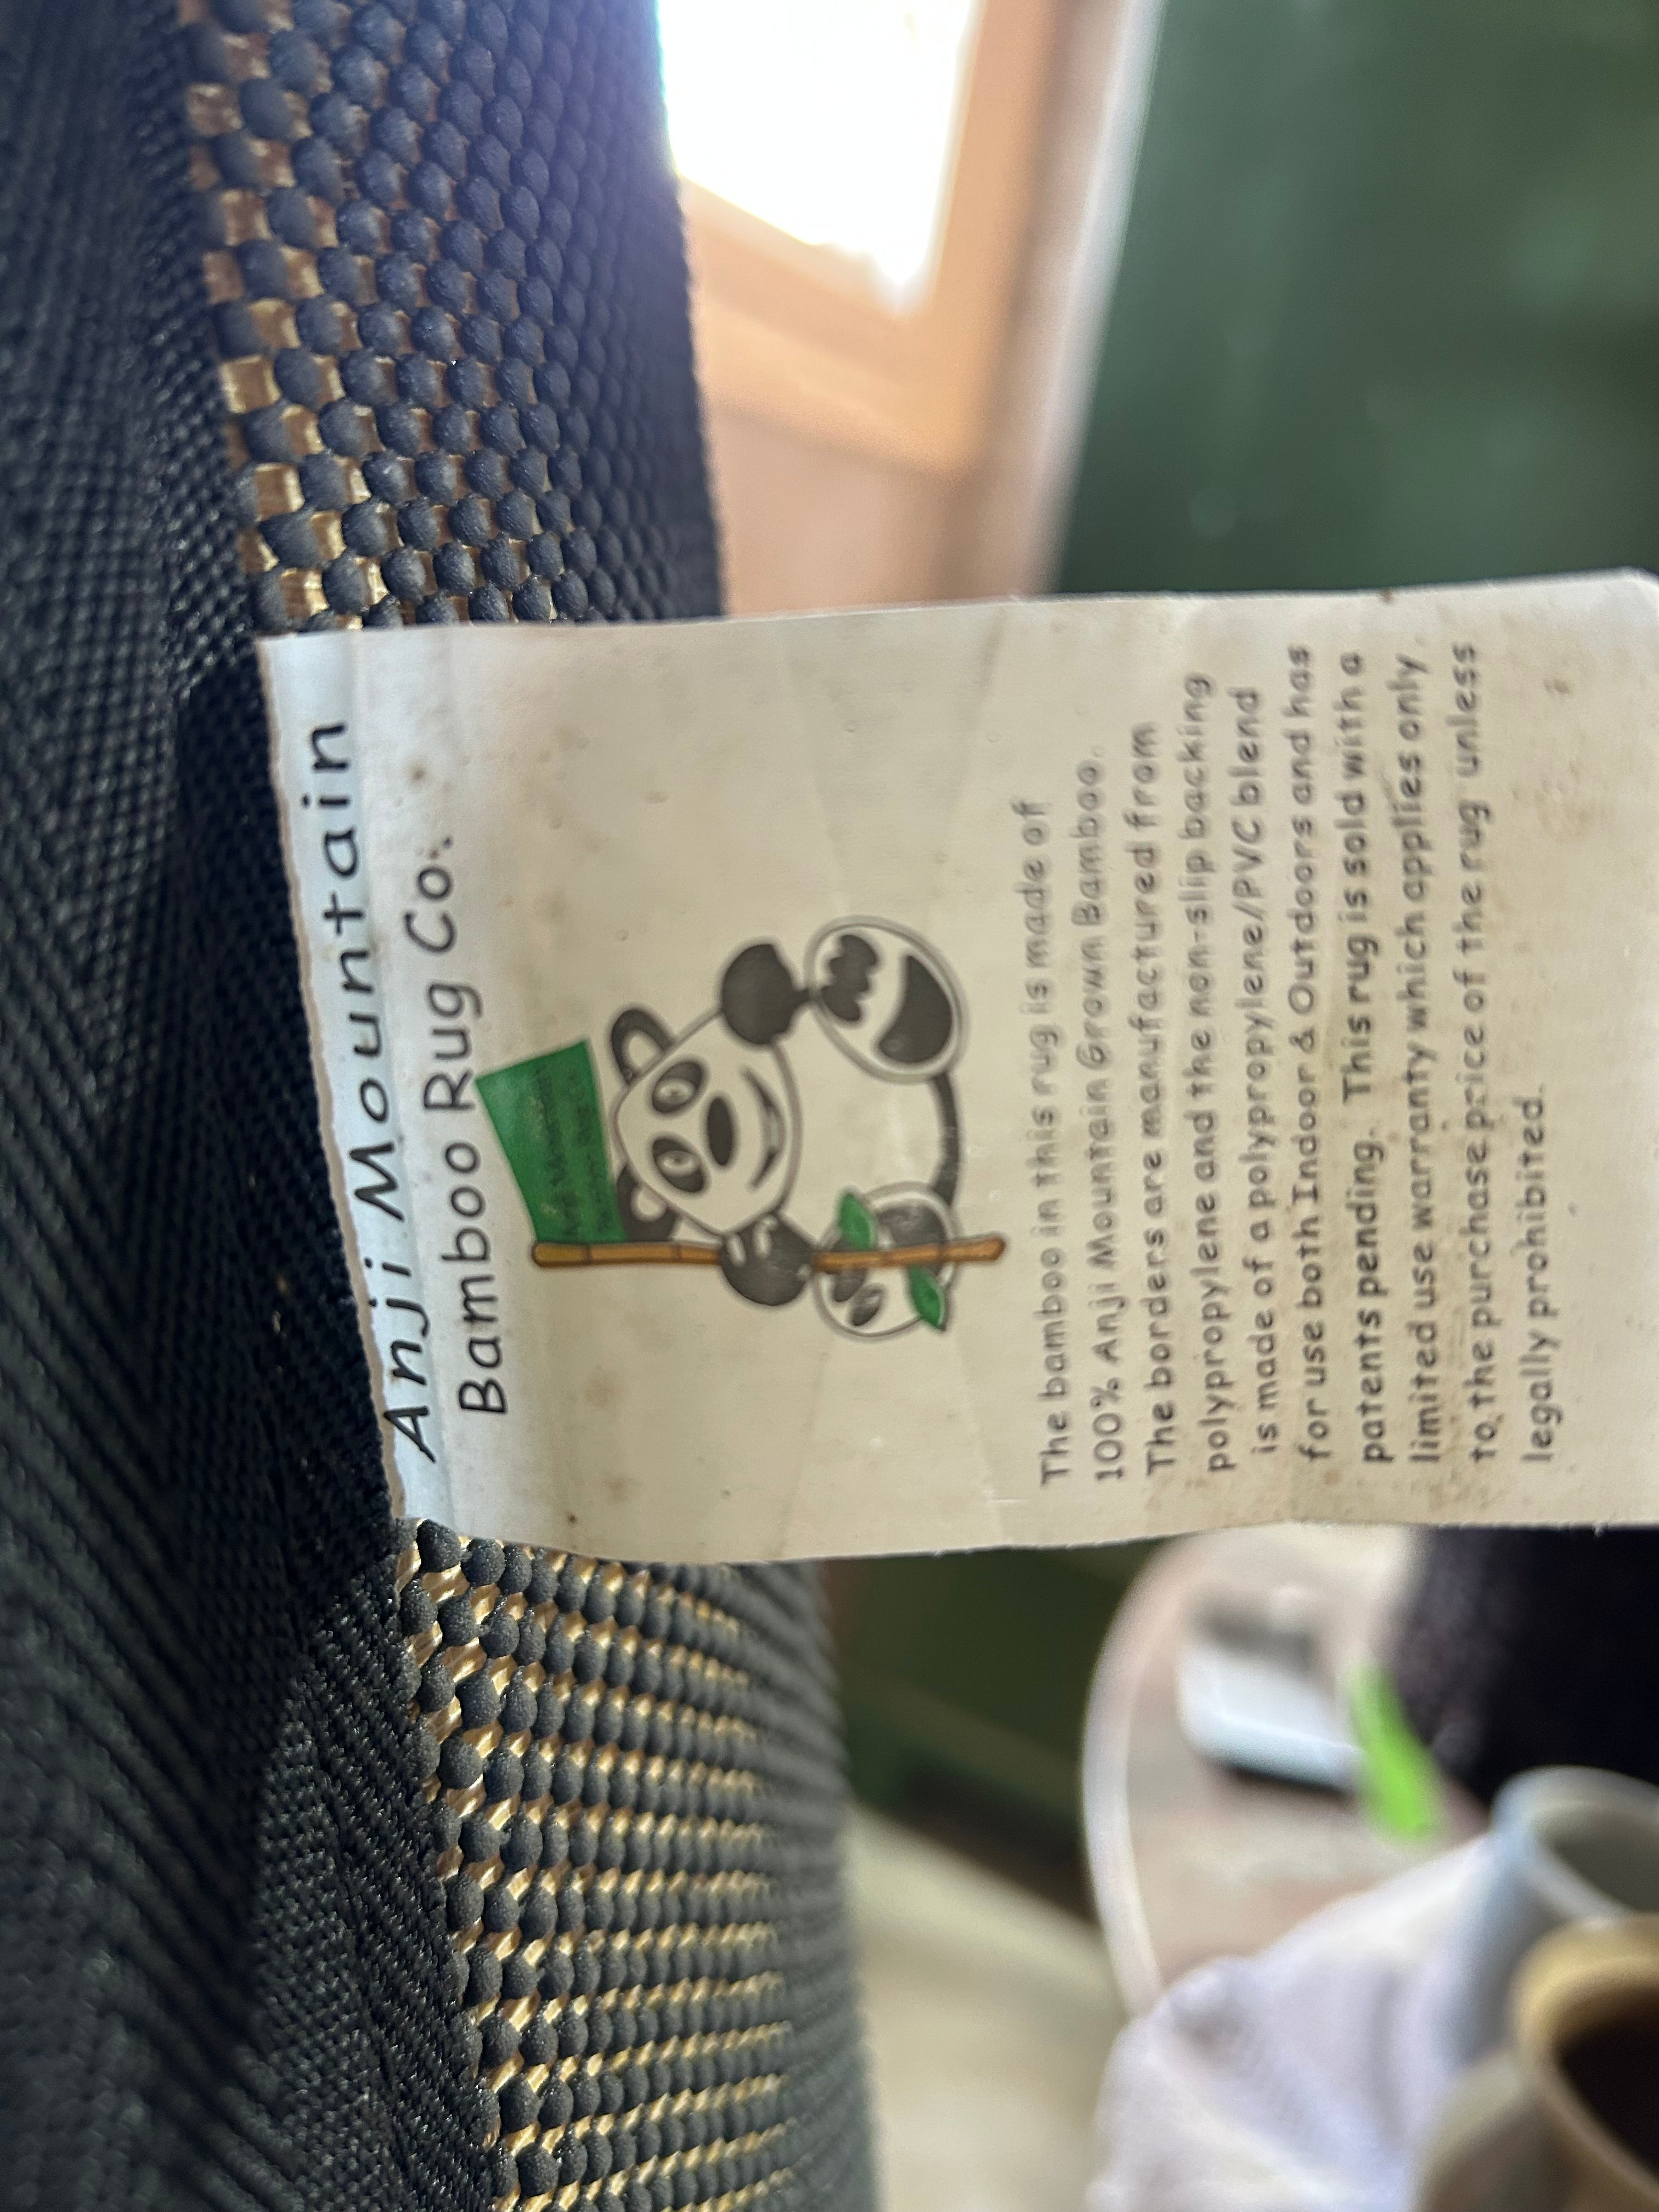 Anji Mountain
Bamboo Rug Co.
The bamboo in this rug is made of
100% Anji Mountain Grown Bamboo.
The borders are manufactured from
polypropylene and the non-slip backing
is made of a polypropylene/PVC blend
for use both Indoor & Outdoors and has
patents pending. This rug is sold with a
limited use warranty which applies only
to the purchase price of the rug unless
legally prohibited.